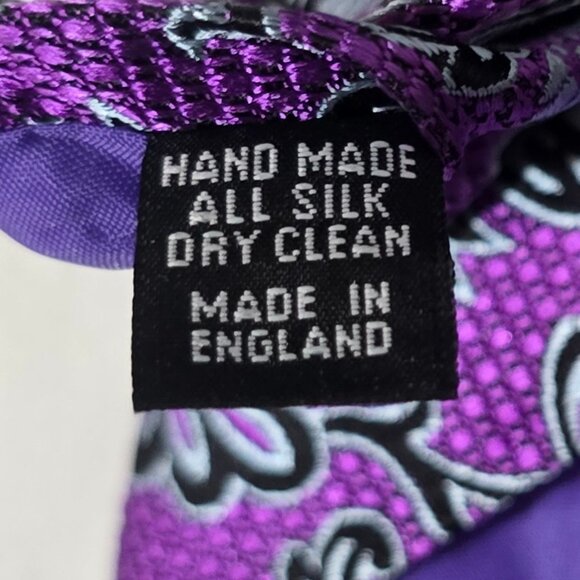 HAND MADE
ALL SILK
DRY CLEAN
MADE IN
ENGLAND